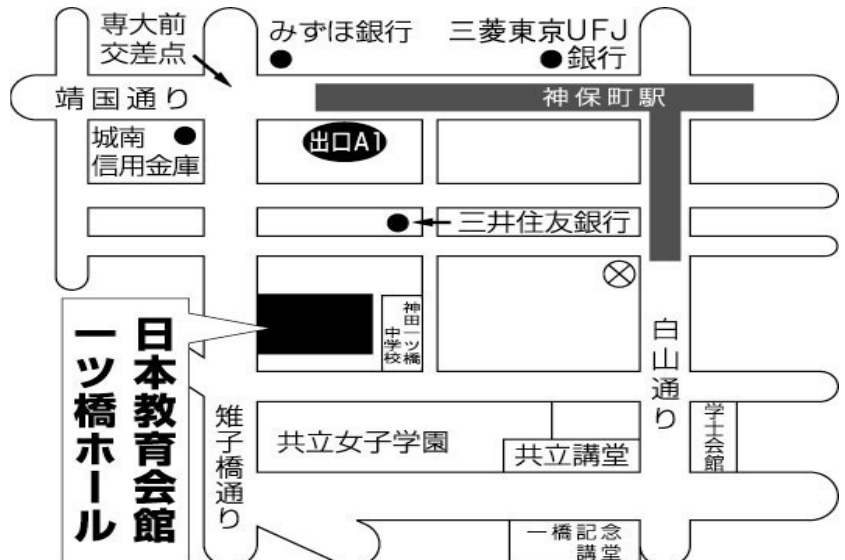 専大前
交差点
みずほ銀行
三菱東京UFJ
銀行
靖国通り
神保町駅
城南
信用金庫
出口A1
三井住友銀行
日本教育会館
一ツ橋ホール
神田一ツ橋
中学校
白山通り
雉子橋通り
共立女子学園
共立講堂
学士会館
一橋記念
講堂